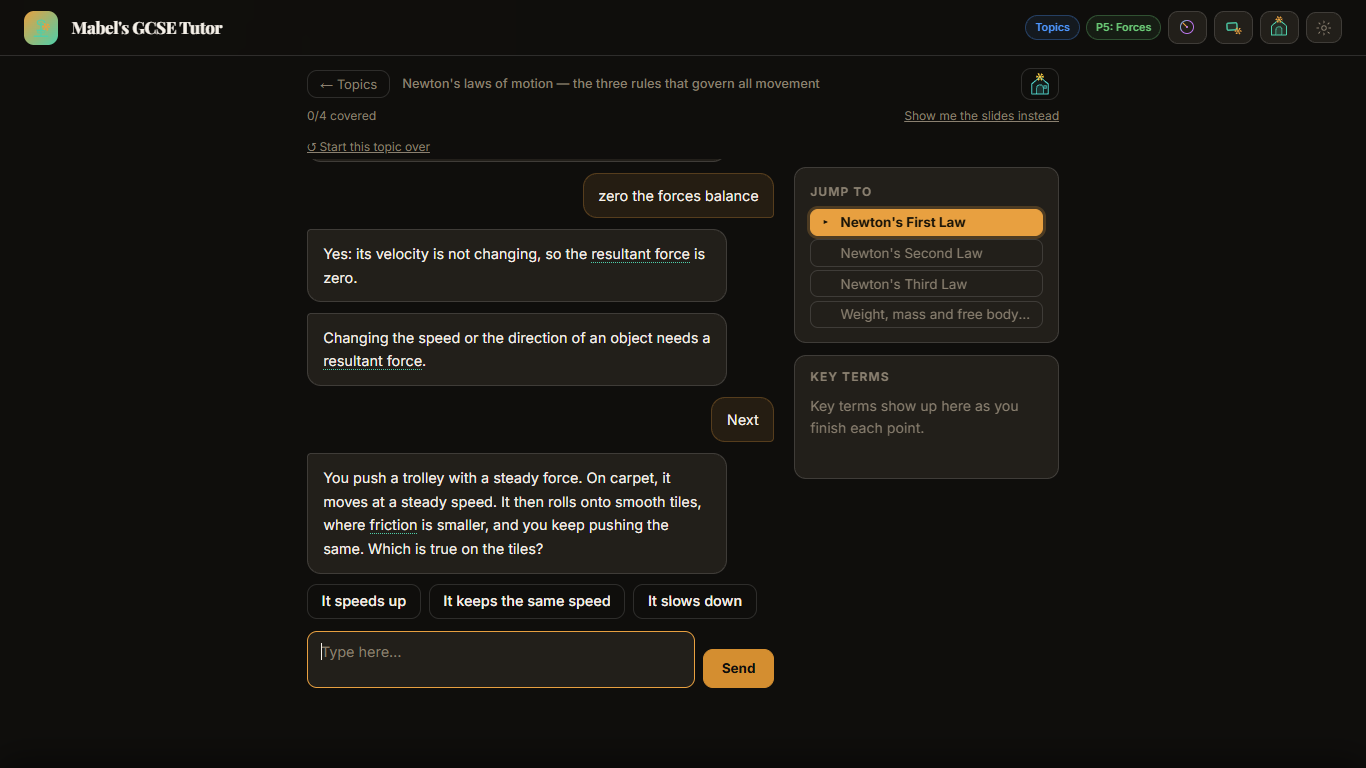 Mabel's GCSE Tutor
Topics
P5: Forces
← Topics
Newton's laws of motion — the three rules that govern all movement
0/4 covered
Show me the slides instead
↺ Start this topic over
zero the forces balance
Yes: its velocity is not changing, so the resultant force is
zero.
Changing the speed or the direction of an object needs a
resultant force.
Next
You push a trolley with a steady force. On carpet, it
moves at a steady speed. It then rolls onto smooth tiles,
where friction is smaller, and you keep pushing the
same. Which is true on the tiles?
It speeds up
It keeps the same speed
It slows down
Type here...
Send
JUMP TO
Newton's First Law
Newton's Second Law
Newton's Third Law
Weight, mass and free body...
KEY TERMS
Key terms show up here as you
finish each point.